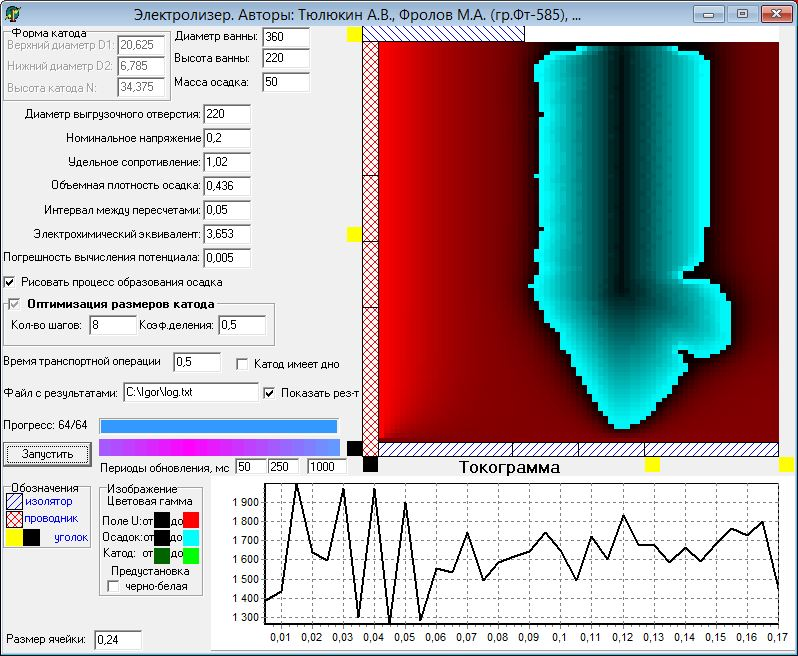 Электролизер. Авторы: Тюлюкин А.В., Фролов М.А. (гр.Фт-585), ...
Форма катода
Верхний диаметр D1: 20,625
Нижний диаметр D2: 6,785
Высота катода N: 34,375
Диаметр ванны: 360
Высота ванны: 220
Масса осадка: 50
Диаметр выгрузочного отверстия: 220
Номинальное напряжение 0,2
Удельное сопротивление: 1,02
Объемная плотность осадка: 0,436
Интервал между пересчетами: 0,05
Электрохимический эквивалент: 3,653
Погрешность вычисления потенциала: 0,005
Рисовать процесс образования осадка
Оптимизация размеров катода
Кол-во шагов: 8 Коэф.деления: 0,5
Время транспортной операции 0,5 Катод имеет дно
Файл с результатами: C:\Igor\log.txt Показать рез-т
Прогресс: 64/64
Запустить
Периоды обновления, мс 50 250 1000
Обозначения
изолятор
проводник
уголок
Изображение
Цветовая гамма
Поле U: от до
Осадок: от до
Катод: от до
Предустановка
черно-белая
Размер ячейки: 0,24
Токограмма
1 900
1 800
1 700
1 600
1 500
1 400
1 300
0,01 0,02 0,03 0,04 0,05 0,06 0,07 0,08 0,09 0,1 0,11 0,12 0,13 0,14 0,15 0,16 0,17